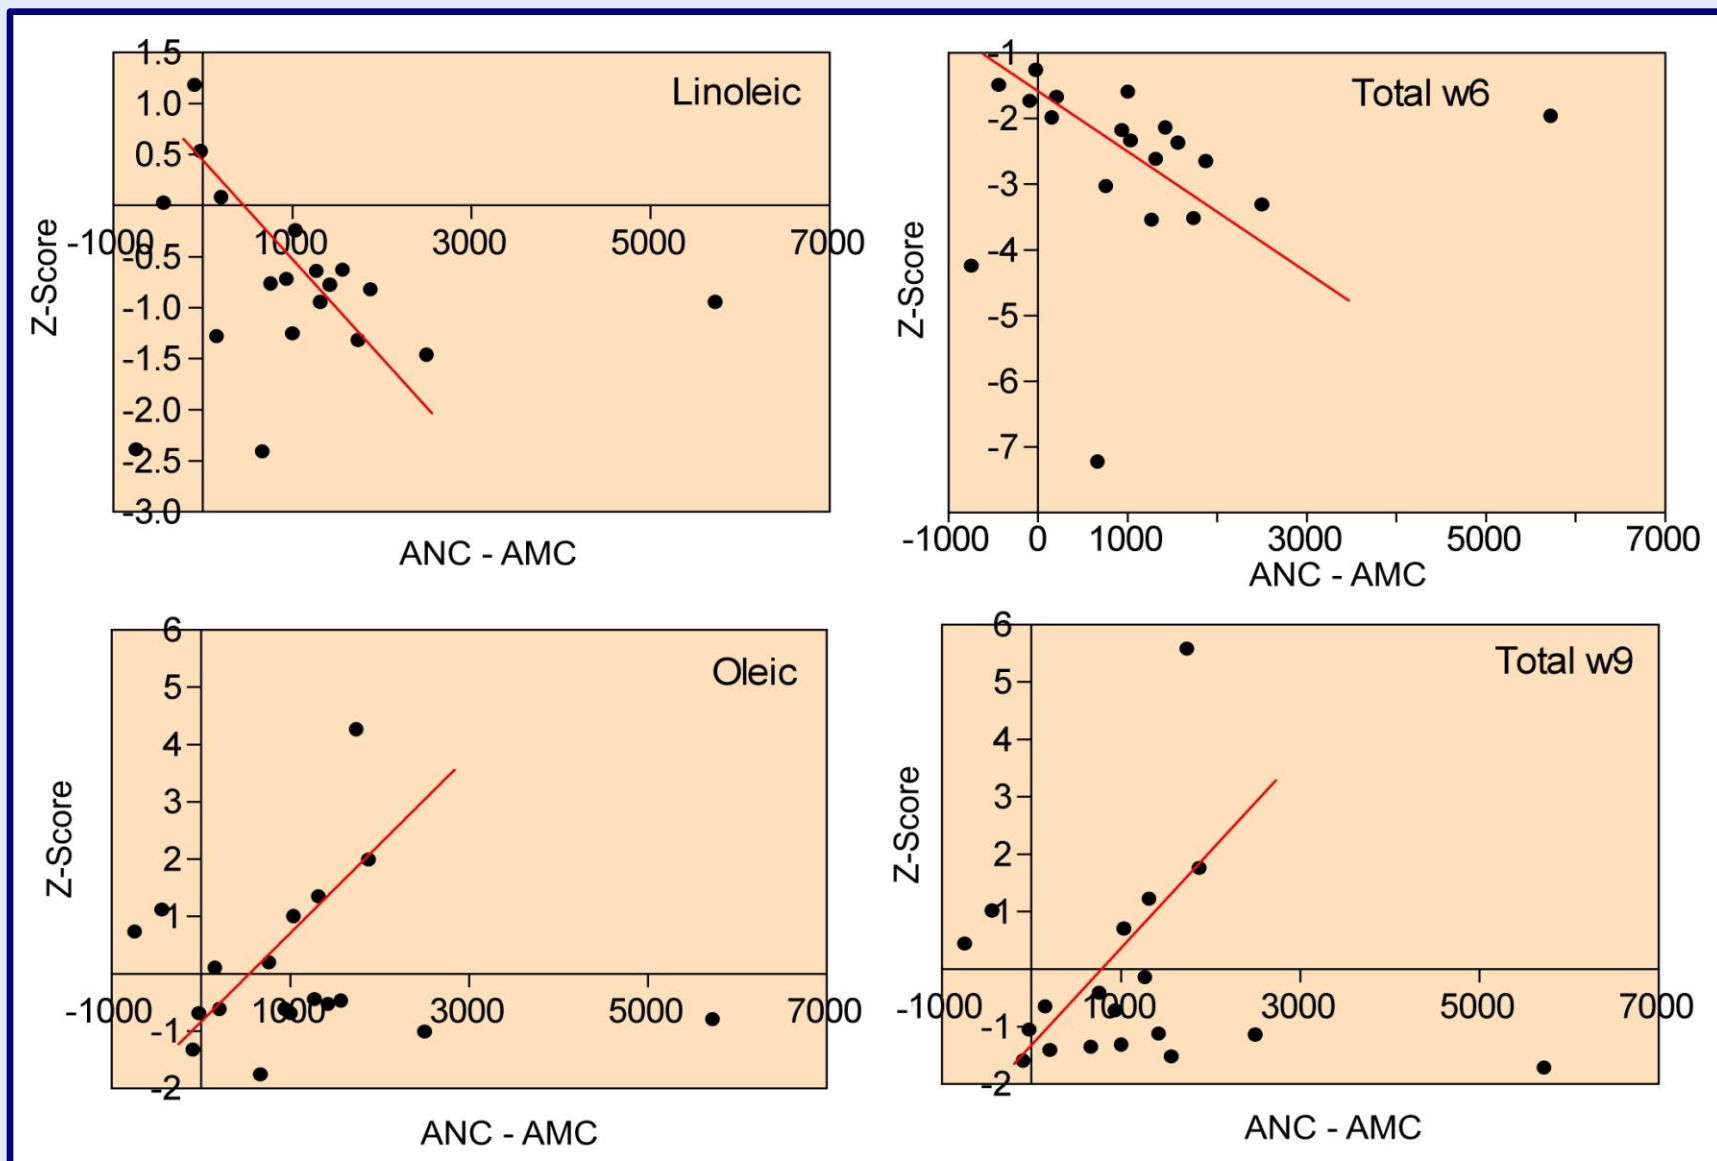 1.5
Linoleic
1.0
0.5
-1000 1000 3000 5000 7000
-0.5
-1.0
-1.5
-2.0
-2.5
-3.0
Z-Score
ANC - AMC
-1
Total w6
-2
-3
-4
-5
-6
-7
-1000 0 1000 3000 5000 7000
Z-Score
ANC - AMC
6
Oleic
5
4
3
2
1
-1000 1000 3000 5000 7000
-1
-2
Z-Score
ANC - AMC
6
Total w9
5
4
3
2
1
-1000 1000 3000 5000 7000
-1
-2
Z-Score
ANC - AMC